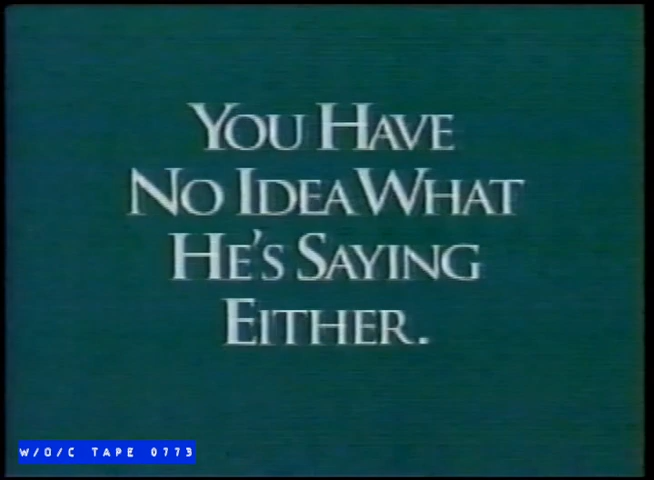 YOU HAVE
NO IDEA WHAT
HE'S SAYING
EITHER.
W/O/C TAPE 0773